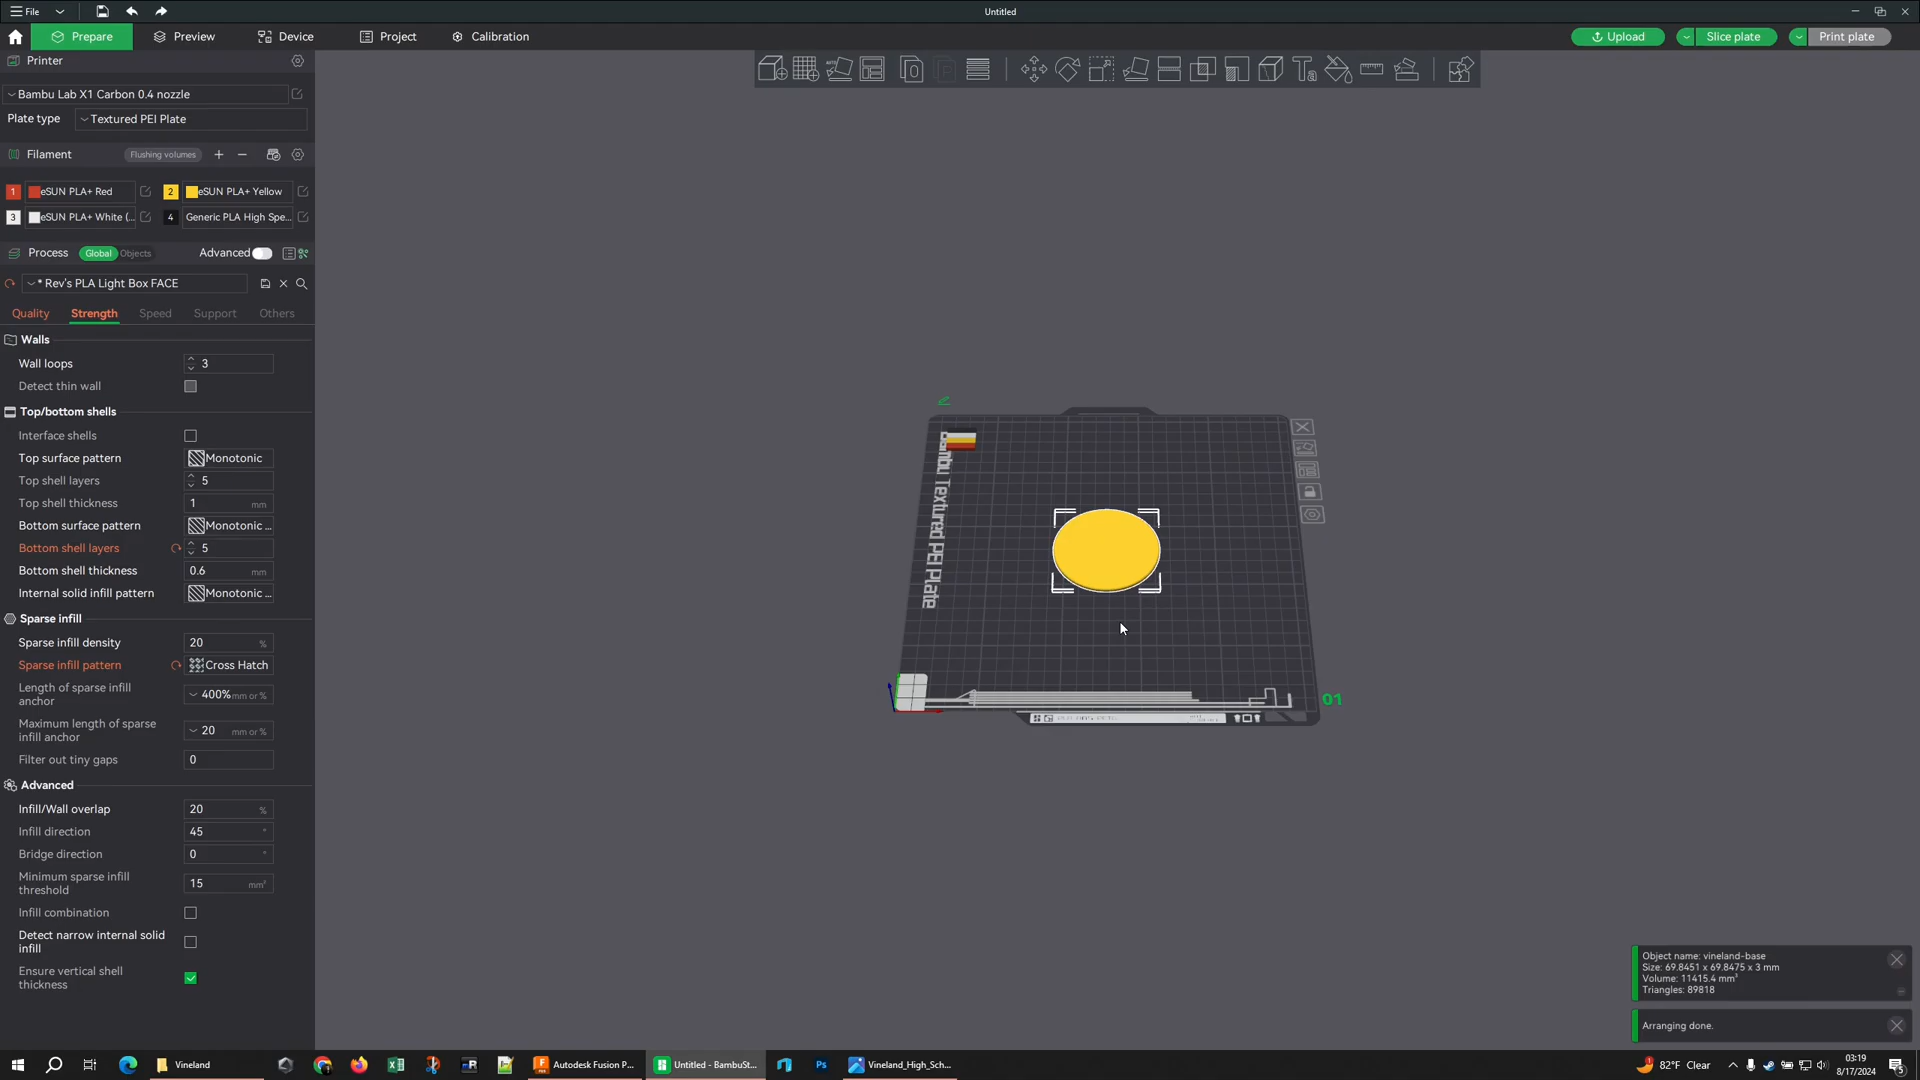 File
Untitled
Prepare
Preview
Device
Project
Calibration
Upload
Slice plate
Print plate
Printer
Bambu Lab X1 Carbon 0.4 nozzle
Plate type
Textured PEI Plate
Filament
Flushing volumes
1
eSUN PLA+ Red
2
eSUN PLA+ Yellow
3
eSUN PLA+ White (...
4
Generic PLA High Spe...
Process
Global
Objects
Advanced
* Rev's PLA Light Box FACE
Quality
Strength
Speed
Support
Others
Walls
Wall loops
3
Detect thin wall
Top/bottom shells
Interface shells
Top surface pattern
Monotonic
Top shell layers
5
Top shell thickness
1 mm
Bottom surface pattern
Monotonic ...
Bottom shell layers
5
Bottom shell thickness
0.6 mm
Internal solid infill pattern
Monotonic ...
Sparse infill
Sparse infill density
20 %
Sparse infill pattern
Cross Hatch
Length of sparse
infill anchor
400% mm or %
Maximum length of sparse
infill anchor
20 mm or %
Filter out tiny gaps
0
Advanced
Infill/Wall overlap
20 %
Infill direction
45 °
Bridge direction
0 °
Minimum sparse infill
threshold
15 mm²
Infill combination
Detect narrow internal solid
infill
Ensure vertical shell
thickness
Bambu Textured PEI Plate
01
Object name: vineland-base
Size: 69.8451 x 69.8475 x 3 mm
Volume: 11415.4 mm³
Triangles: 89818
Arranging done.
Vineland
Autodesk Fusion P...
Untitled - BambuSt...
Ps
Vineland_High_Sch...
82°F Clear
03:19
8/17/2024